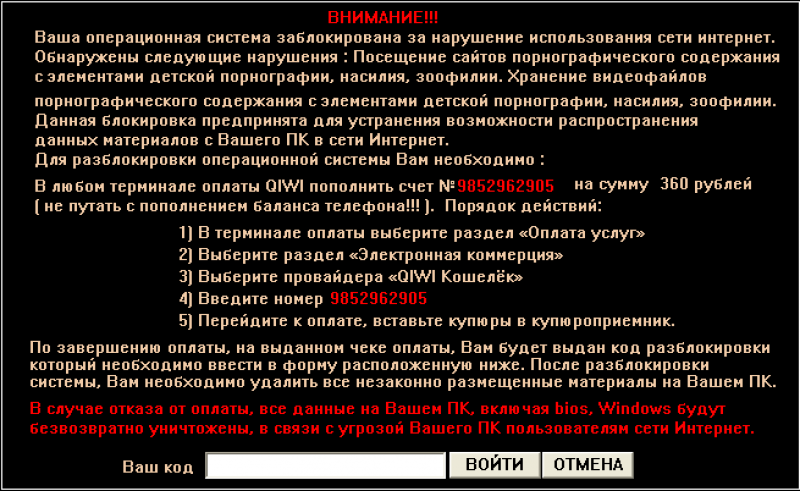 ВНИМАНИЕ!!!
Ваша операционная система заблокирована за нарушение использования сети интернет.
Обнаружены следующие нарушения : Посещение сайтов порнографического содержания
с элементами детской порнографии, насилия, зоофилии. Хранение видеофайлов
порнографического содержания с элементами детской порнографии, насилия, зоофилии.
Данная блокировка предпринята для устранения возможности распространения
данных материалов с Вашего ПК в сети Интернет.
Для разблокировки операционной системы Вам необходимо :
В любом терминале оплаты QIWI пополнить счет №9852962905 на сумму 360 рублей
( не путать с пополнением баланса телефона!!! ). Порядок действий:
1) В терминале оплаты выберите раздел «Оплата услуг»
2) Выберите раздел «Электронная коммерция»
3) Выберите провайдера «QIWI Кошелёк»
4) Введите номер 9852962905
5) Перейдите к оплате, вставьте купюры в купюроприемник.
По завершению оплаты, на выданном чеке оплаты, Вам будет выдан код разблокировки
который необходимо ввести в форму расположенную ниже. После разблокировки
системы, Вам необходимо удалить все незаконно размещенные материалы на Вашем ПК.
В случае отказа от оплаты, все данные на Вашем ПК, включая bios, Windows будут
безвозвратно уничтожены, в связи с угрозой Вашего ПК пользователям сети Интернет.
Ваш код ВОЙТИ ОТМЕНА